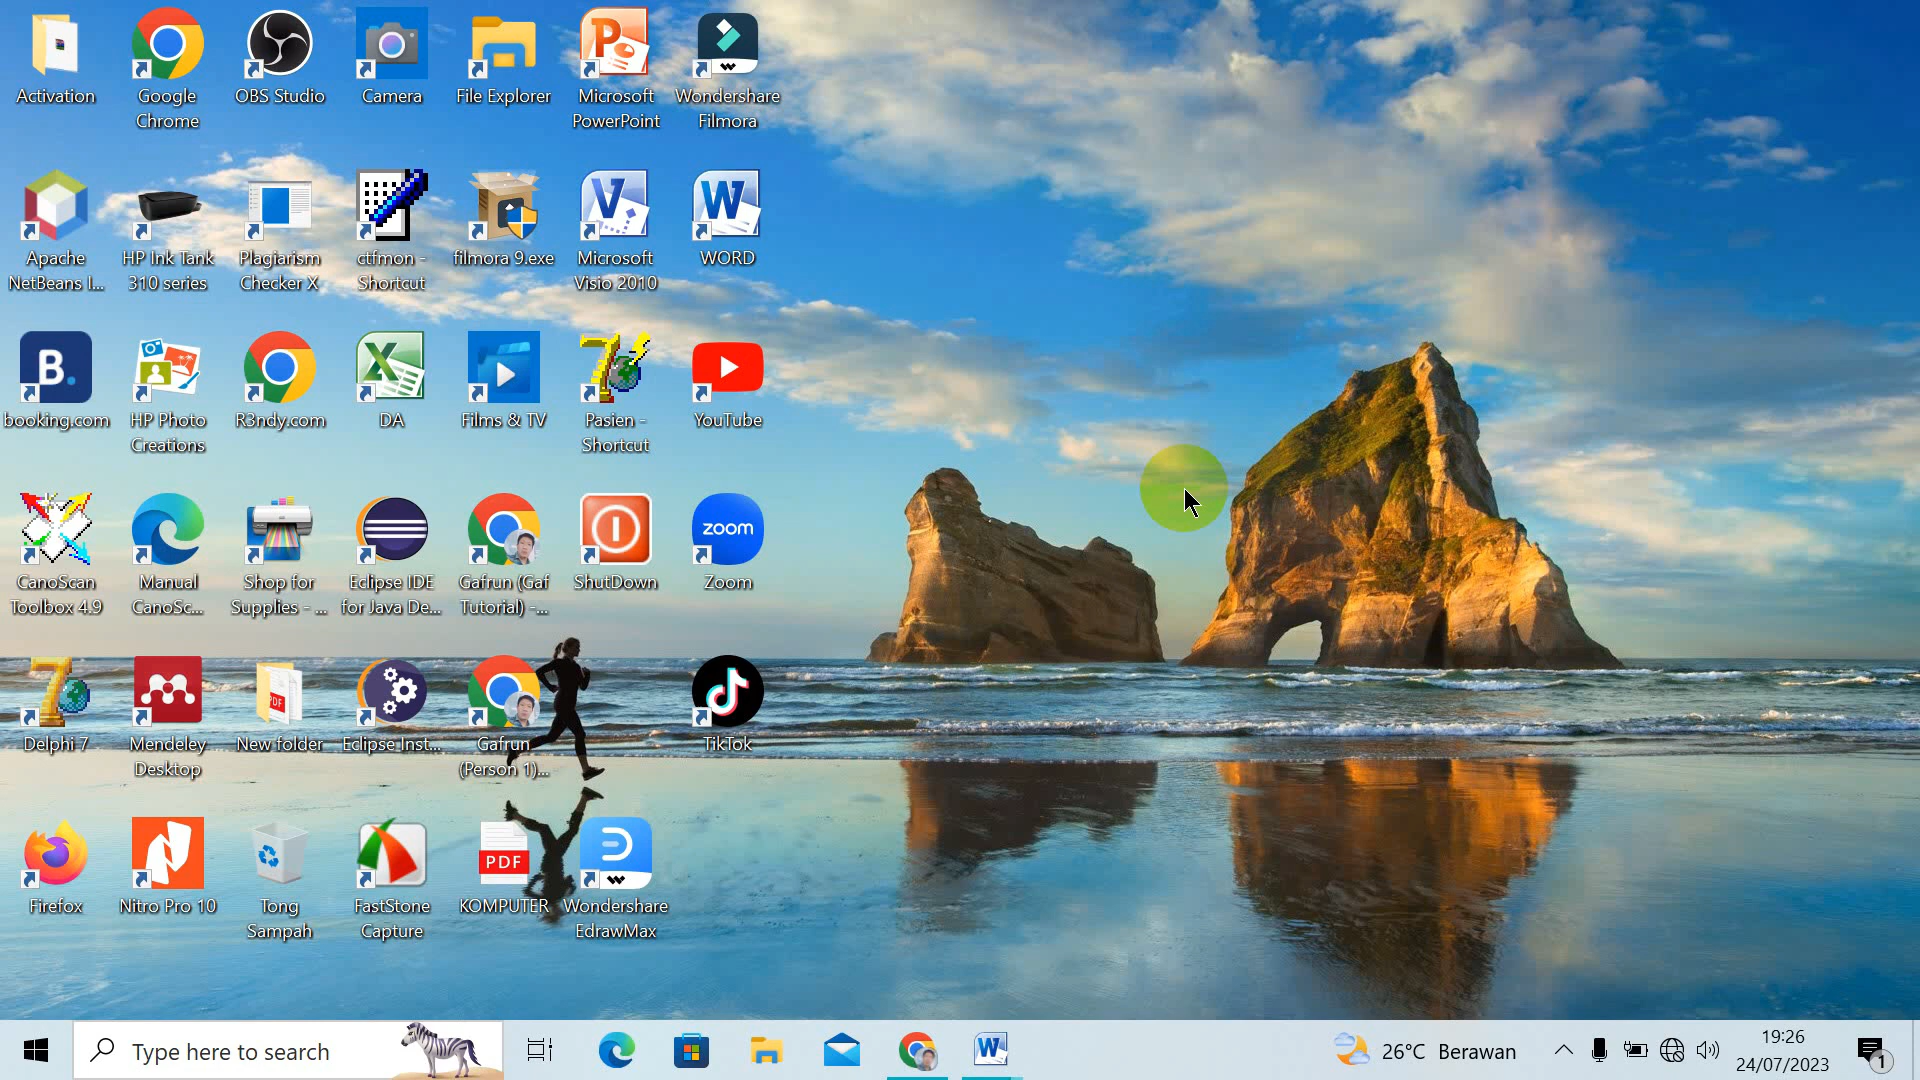 Activation
Google
Chrome
OBS Studio
Camera
File Explorer
Microsoft
PowerPoint
Wondershare
Filmora
Apache
NetBeans I...
HP Ink Tank
310 series
Plagiarism
Checker X
ctfmon -
Shortcut
filmora 9.exe
Microsoft
Visio 2010
WORD
B.
booking.com
HP Photo
Creations
R3ndy.com
DA
Films & TV
Pasien -
Shortcut
YouTube
CanoScan
Toolbox 4.9
Manual
CanoSc...
Shop for
Supplies - ...
Eclipse IDE
for Java De...
Gafrun (Gaf
Tutorial) -...
ShutDown
zoom
Zoom
Delphi 7
Mendeley
Desktop
PDF
New folder
Eclipse Inst...
Gafrun
(Person 1)...
TikTok
Firefox
Nitro Pro 10
Tong
Sampah
FastStone
Capture
PDF
KOMPUTER
Wondershare
EdrawMax
Type here to search
26°C Berawan
19:26
24/07/2023
1